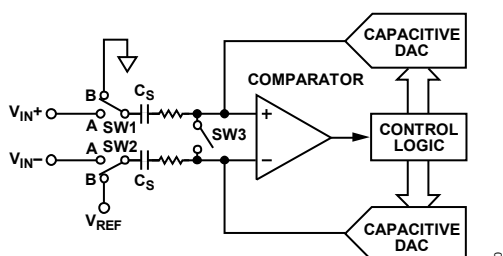 CAPACITIVE
DAC
COMPARATOR
B
CS
VIN+
A
SW1
SW3
+
CONTROL
LOGIC
VIN–
A
SW2
–
B
CS
VREF
CAPACITIVE
DAC